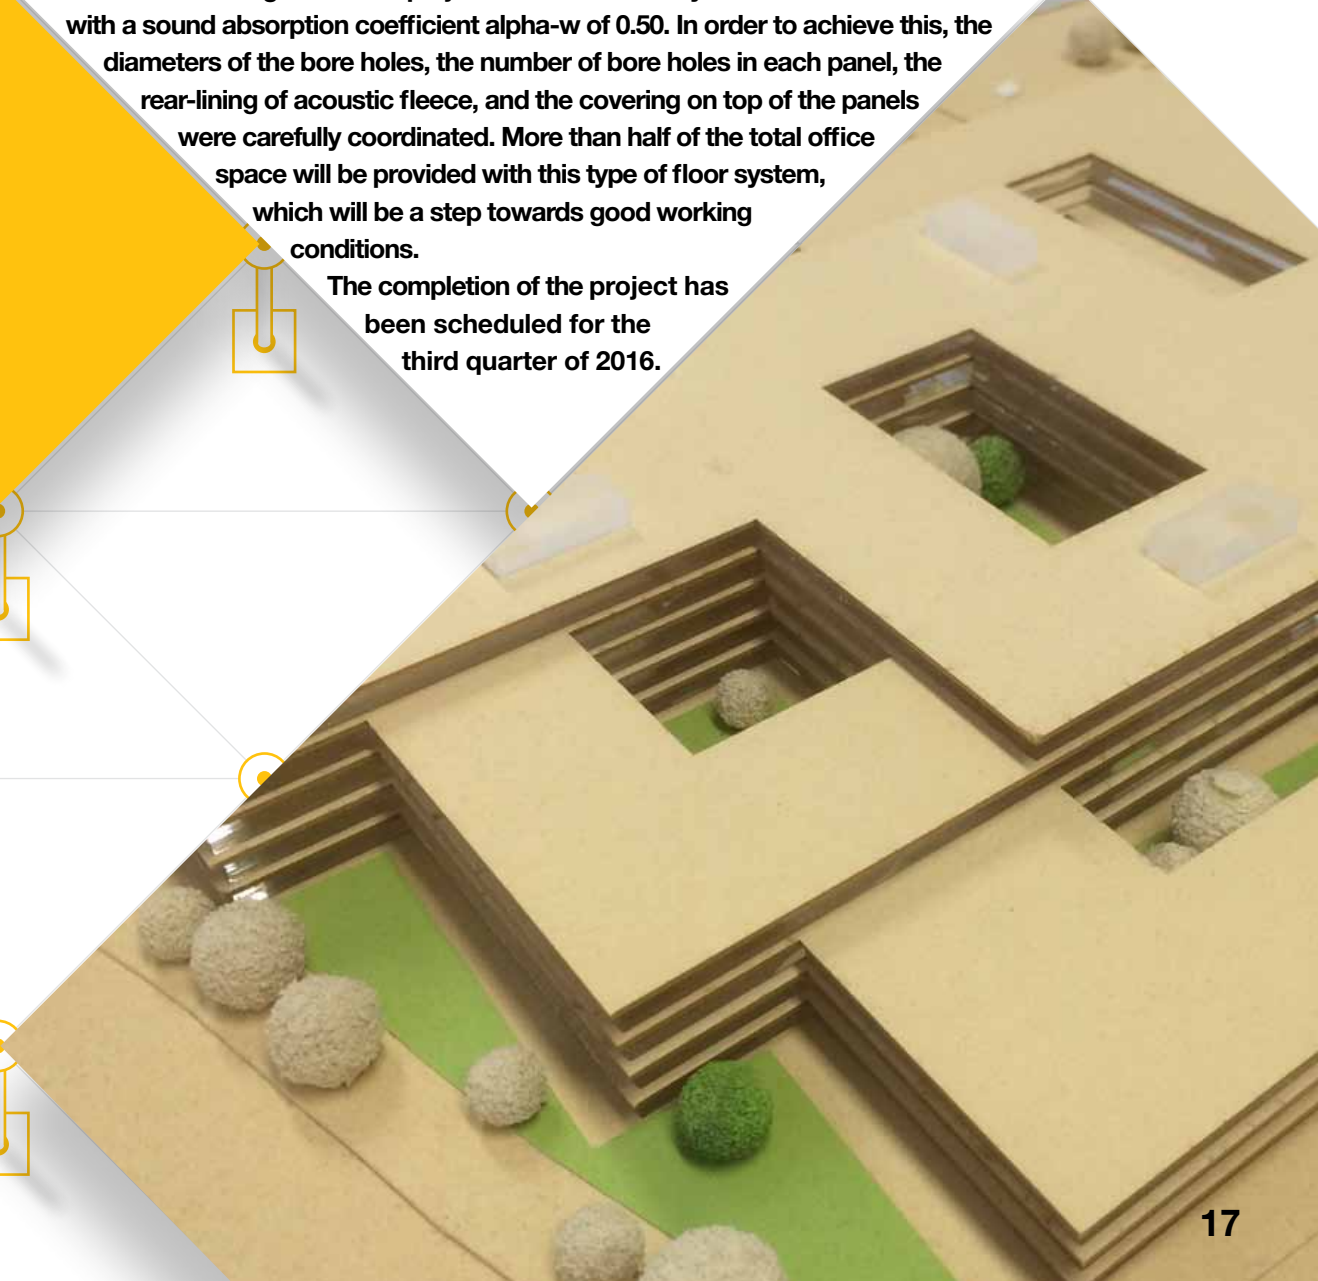 with a sound absorption coefficient alpha-w of 0.50. In order to achieve this, the
diameters of the bore holes, the number of bore holes in each panel, the
rear-lining of acoustic fleece, and the covering on top of the panels
were carefully coordinated. More than half of the total office
space will be provided with this type of floor system,
which will be a step towards good working
conditions.
The completion of the project has
been scheduled for the
third quarter of 2016.
17